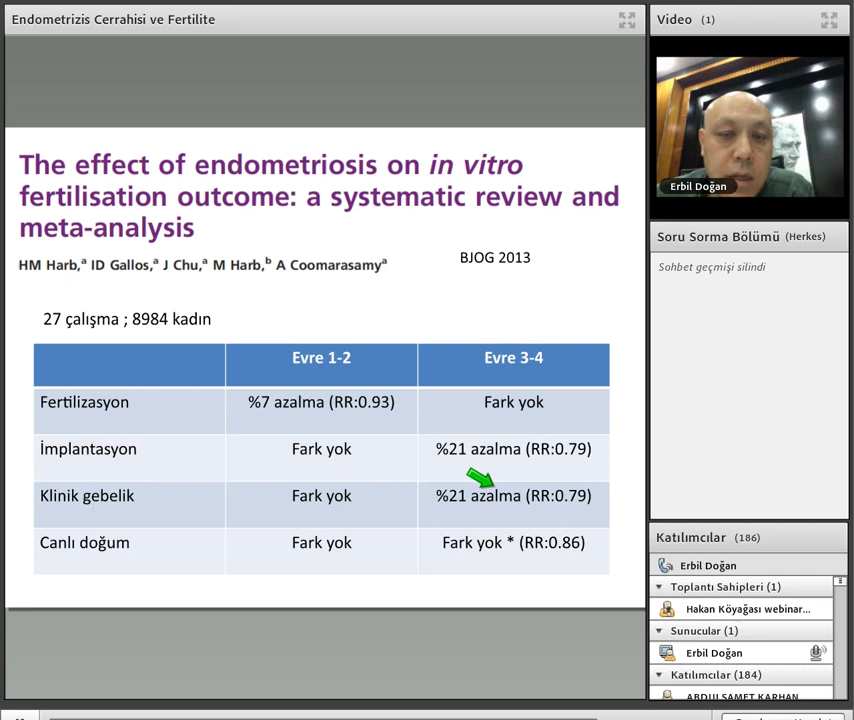 Endometrizis Cerrahisi ve Fertilite
The effect of endometriosis on in vitro
fertilisation outcome: a systematic review and
meta-analysis
HM Harb,a ID Gallos,a J Chu,a M Harb,b A Coomarasamya
BJOG 2013
27 çalışma ; 8984 kadın
Evre 1-2 Evre 3-4
Fertilizasyon %7 azalma (RR:0.93) Fark yok
İmplantasyon Fark yok %21 azalma (RR:0.79)
Klinik gebelik Fark yok %21 azalma (RR:0.79)
Canlı doğum Fark yok Fark yok * (RR:0.86)
Video (1)
Erbil Doğan
Soru Sorma Bölümü (Herkes)
Sohbet geçmişi silindi
Katılımcılar (186)
Erbil Doğan
Toplantı Sahipleri (1)
Hakan Köyağası webinar...
Sunucular (1)
Erbil Doğan
Katılımcılar (184)
ABDULSAMET KARHAN